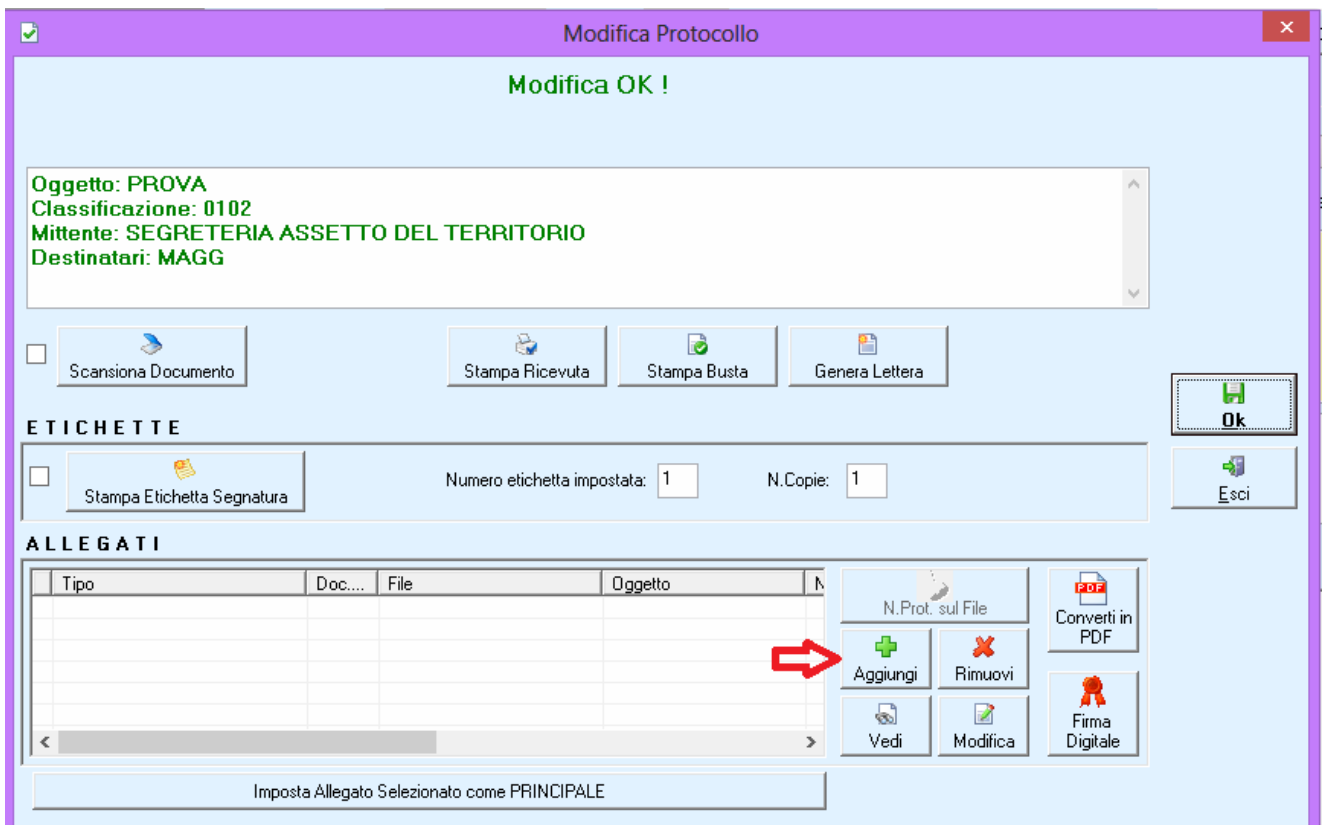 Modifica Protocollo
Modifica OK !
Oggetto: PROVA
Classificazione: 0102
Mittente: SEGRETERIA ASSETTO DEL TERRITORIO
Destinatari: MAGG
Scansiona Documento
Stampa Ricevuta
Stampa Busta
Genera Lettera
Ok
Esci
ETICHETTE
Stampa Etichetta Segnatura
Numero etichetta impostata: 1
N.Copie: 1
ALLEGATI
Tipo Doc.... File Oggetto N
N.Prot. sul File
PDF
Converti in
PDF
Aggiungi
Rimuovi
Vedi
Modifica
Firma
Digitale
Imposta Allegato Selezionato come PRINCIPALE